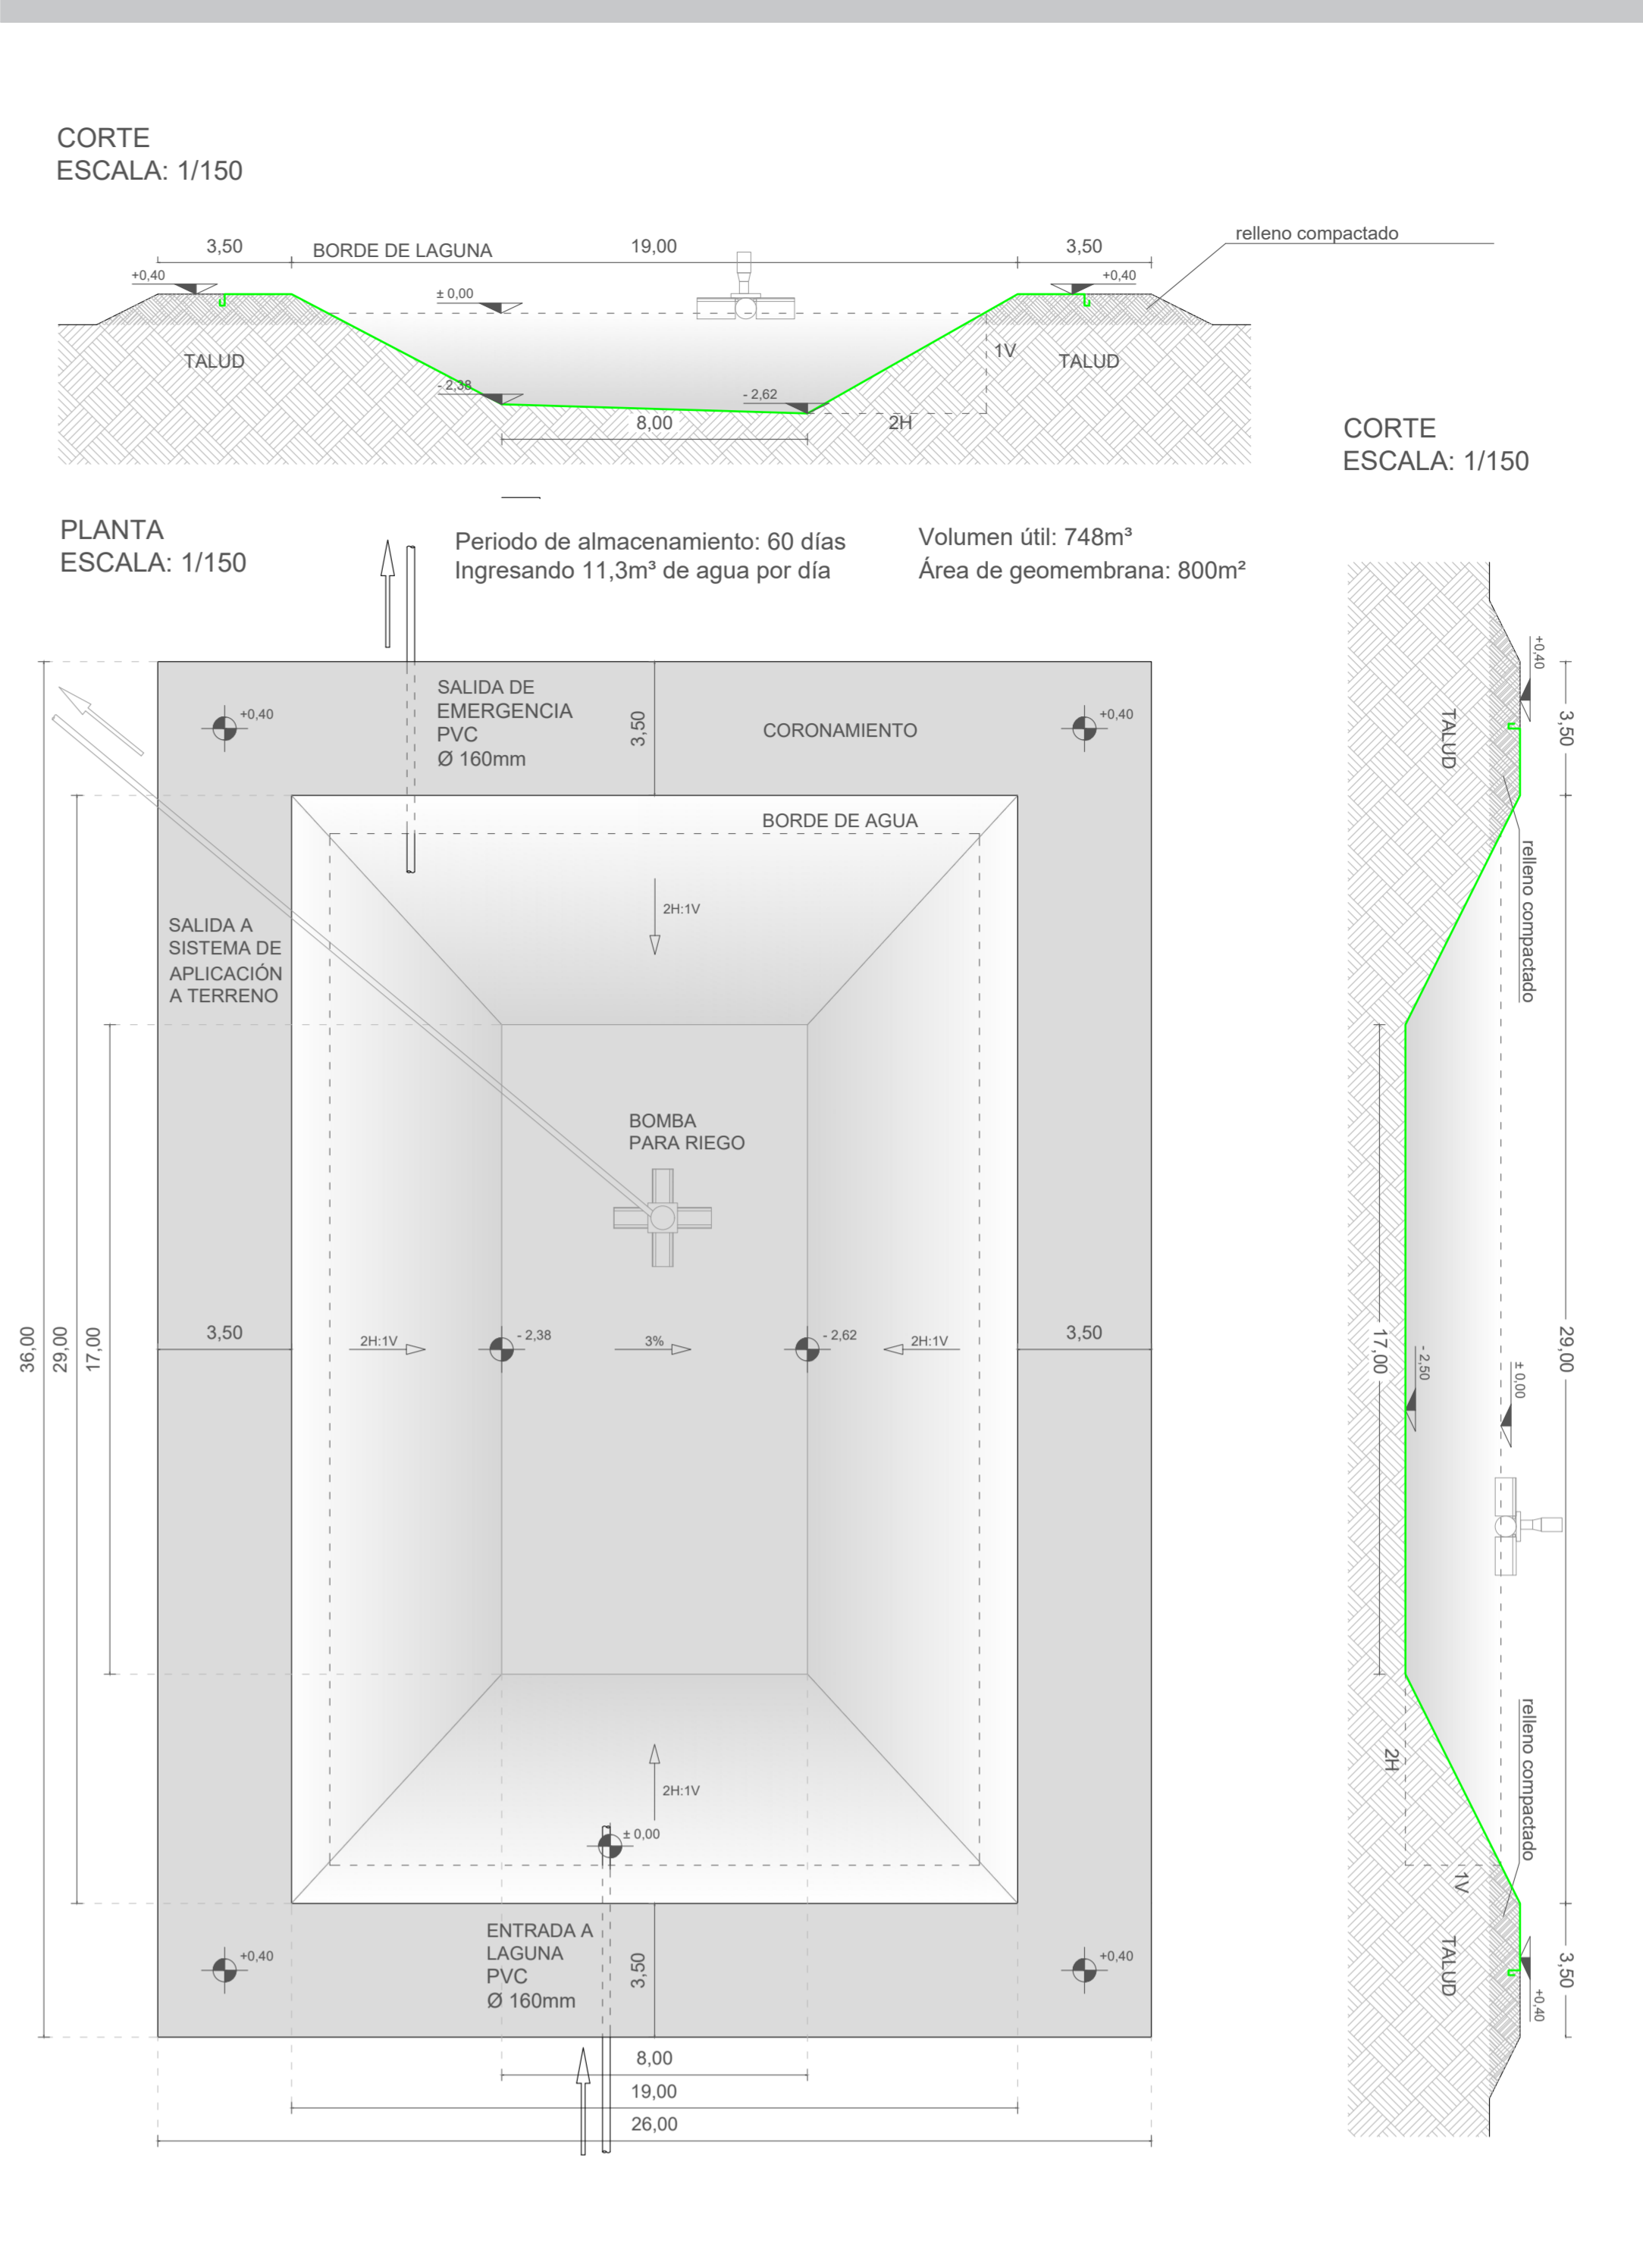 CORTE
ESCALA: 1/150
3,50
BORDE DE LAGUNA
19,00
3,50
relleno compactado
+0,40
± 0,00
+0,40
TALUD
1V
TALUD
- 2,38
- 2,62
8,00
2H
CORTE
ESCALA: 1/150
PLANTA
ESCALA: 1/150
Periodo de almacenamiento: 60 días
Ingresando 11,3m³ de agua por día
Volumen útil: 748m³
Área de geomembrana: 800m²
+0,40
SALIDA DE
EMERGENCIA
PVC
Ø 160mm
3,50
CORONAMIENTO
+0,40
BORDE DE AGUA
2H:1V
SALIDA A
SISTEMA DE
APLICACIÓN
A TERRENO
BOMBA
PARA RIEGO
36,00
29,00
17,00
3,50
2H:1V
- 2,38
3%
- 2,62
2H:1V
3,50
2H:1V
± 0,00
+0,40
ENTRADA A
LAGUNA
PVC
Ø 160mm
3,50
+0,40
8,00
19,00
26,00
+0,40
TALUD
3,50
relleno compactado
17,00
- 2,50
± 0,00
29,00
2H
relleno compactado
1V
TALUD
3,50
+0,40